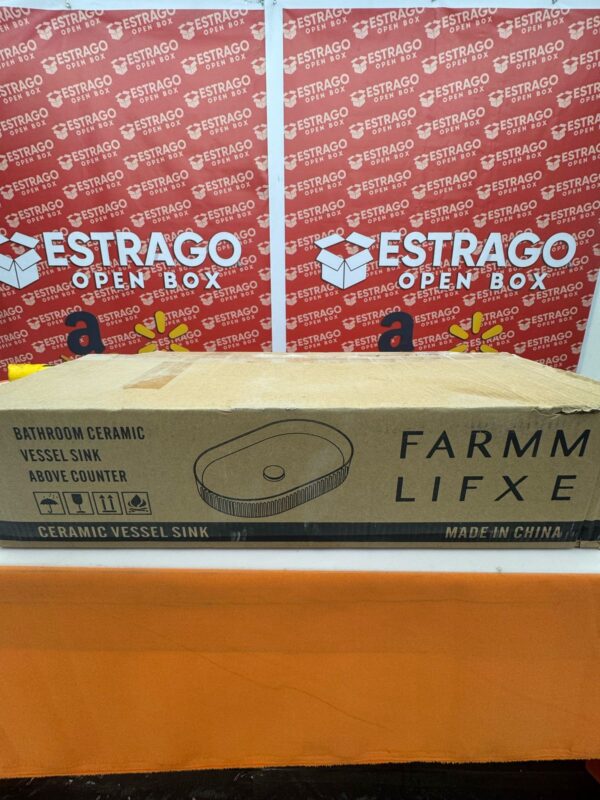 ESTRAGO
OPEN BOX
ESTRAGO
OPEN BOX
a
a
BATHROOM CERAMIC
VESSEL SINK
ABOVE COUNTER
FARMM
LIFXE
CERAMIC VESSEL SINK
MADE IN CHINA